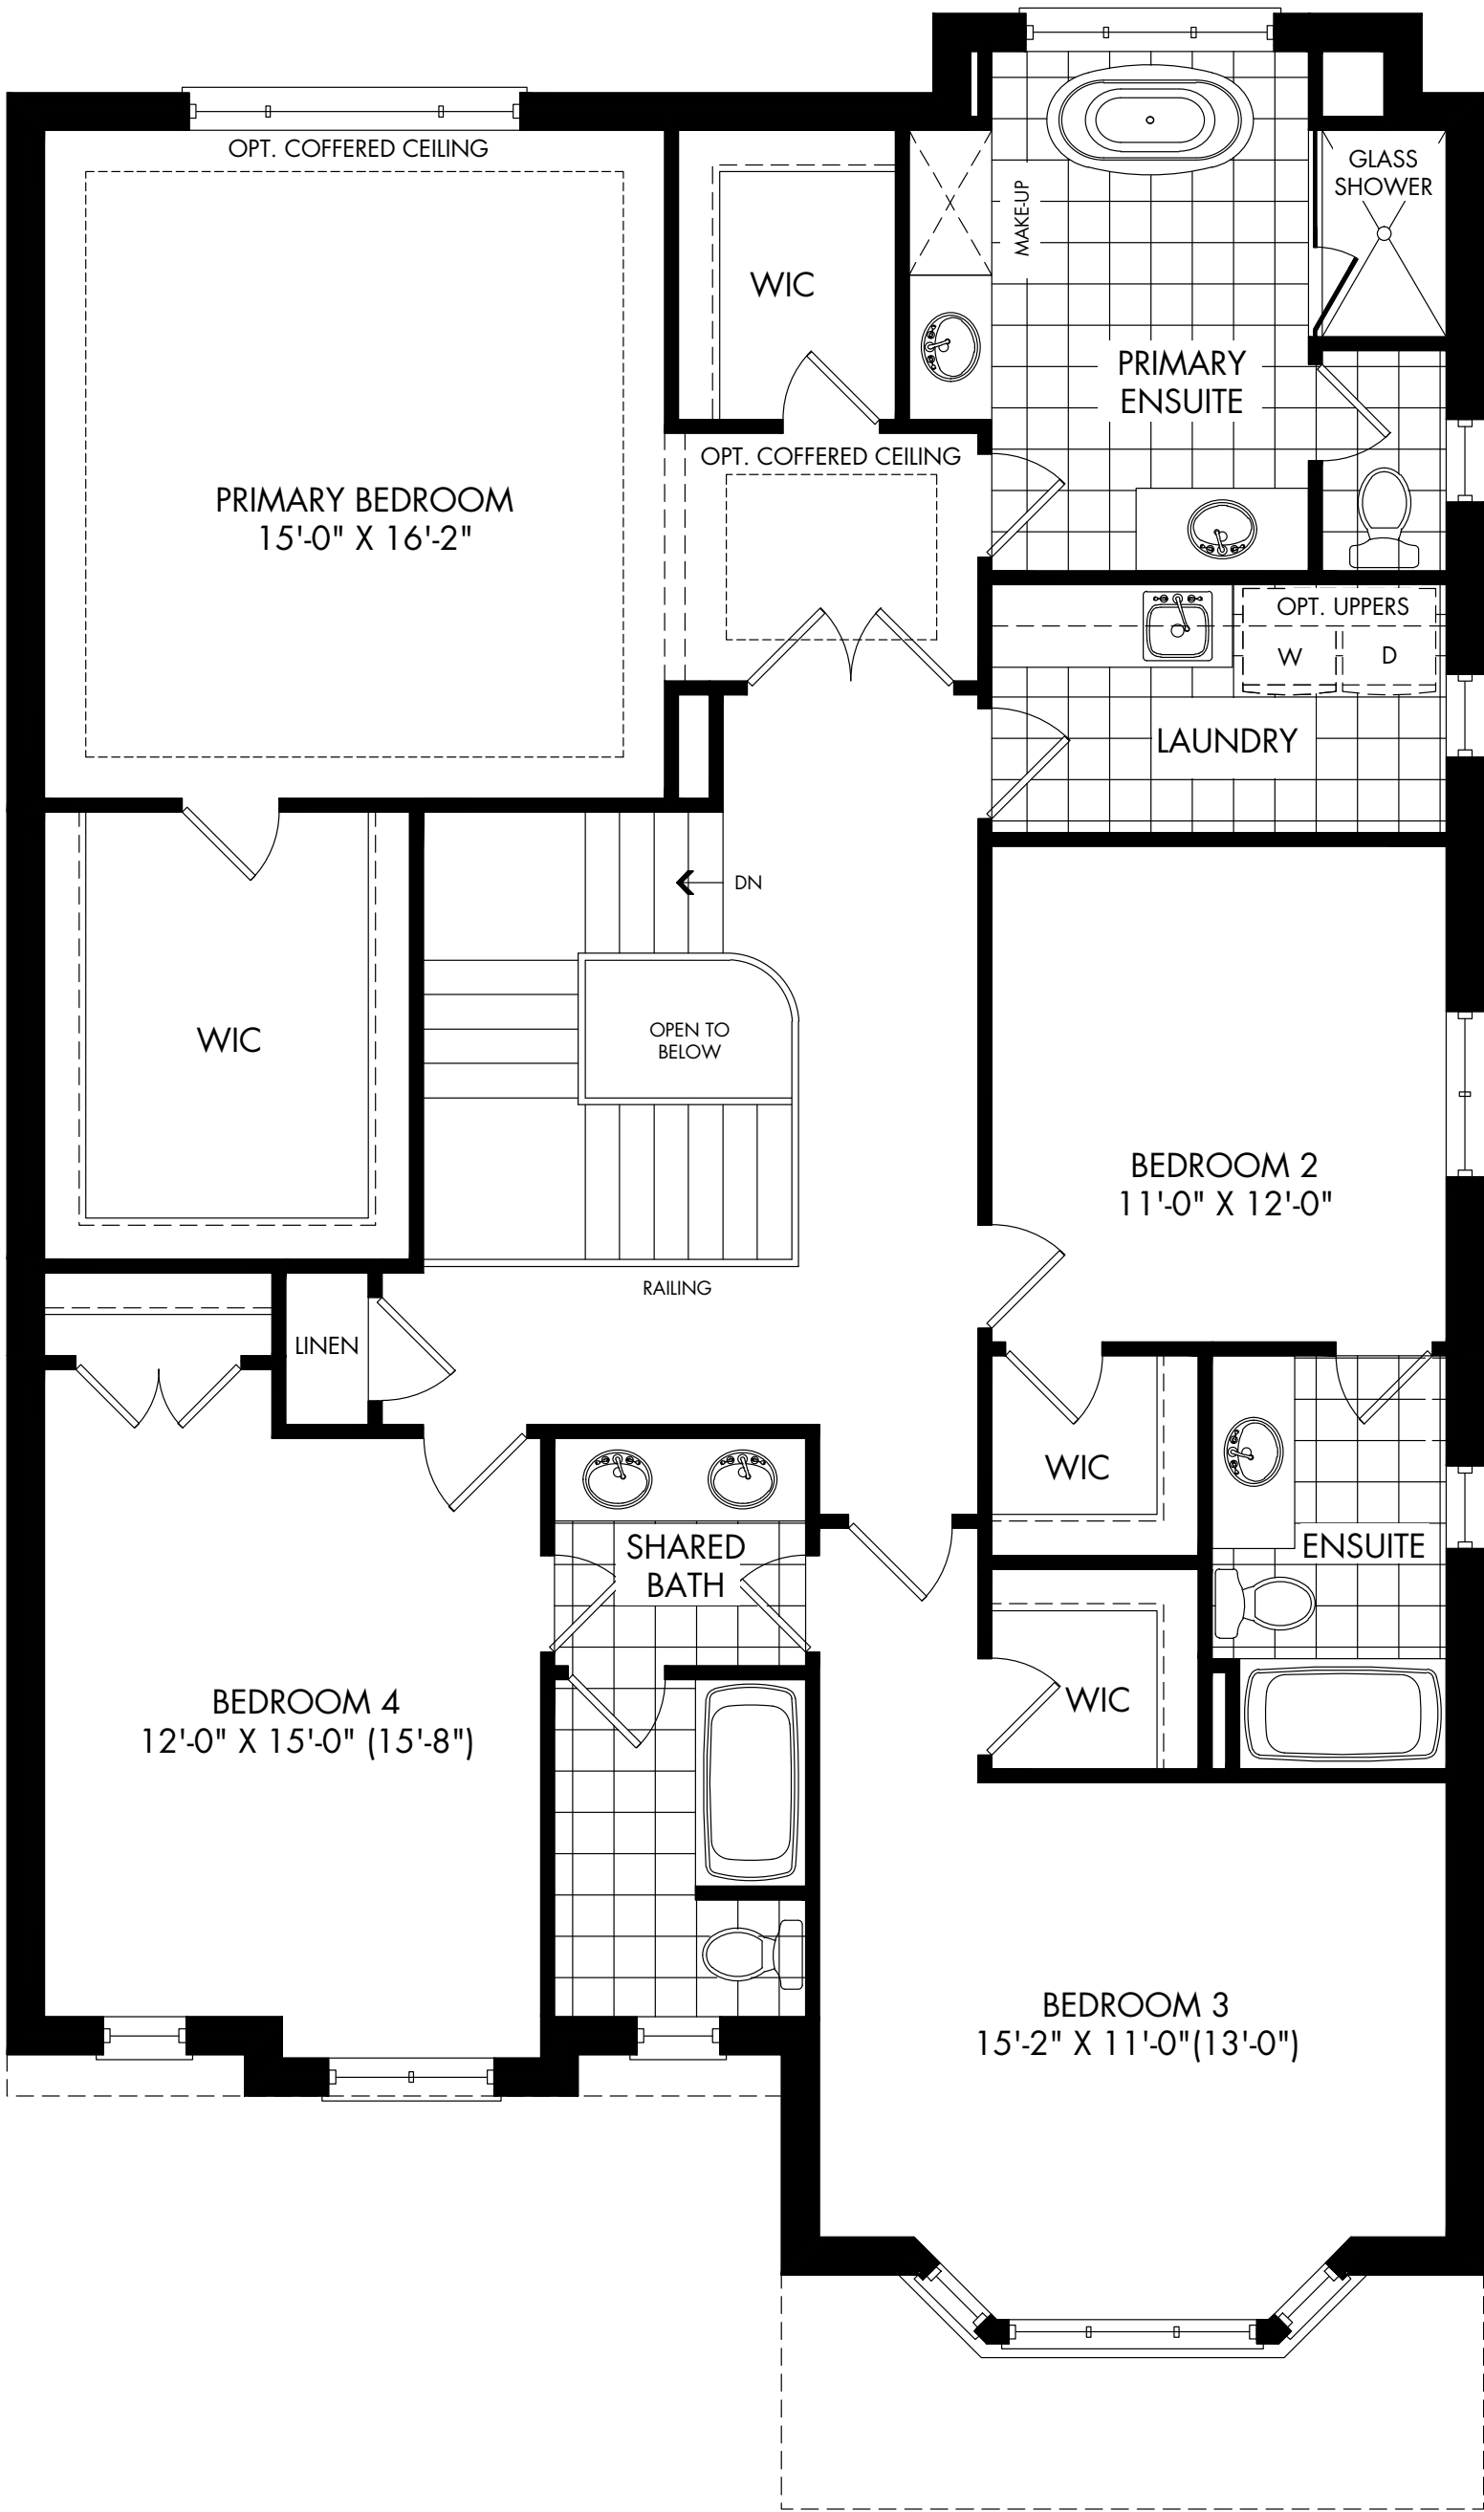 OPT. COFFERED CEILING
GLASS
SHOWER
MAKE-UP
WIC
PRIMARY
ENSUITE
OPT. COFFERED CEILING
PRIMARY BEDROOM
15'-0" X 16'-2"
OPT. UPPERS
W
D
LAUNDRY
DN
WIC
OPEN TO
BELOW
BEDROOM 2
11'-0" X 12'-0"
RAILING
LINEN
WIC
SHARED
BATH
ENSUITE
WIC
BEDROOM 4
12'-0" X 15'-0" (15'-8")
BEDROOM 3
15'-2" X 11'-0"(13'-0")